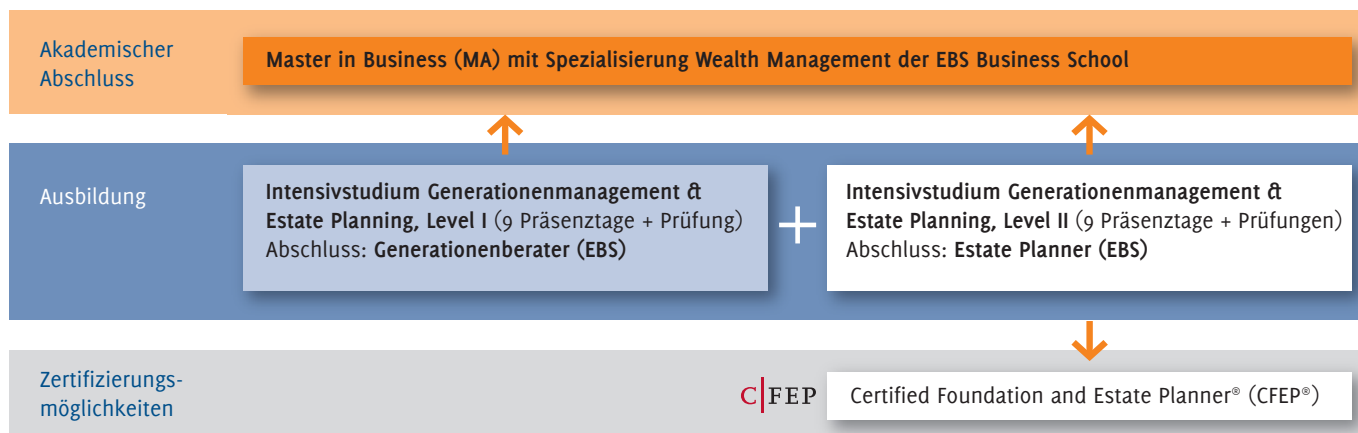 Akademischer
Abschluss
Master in Business (MA) mit Spezialisierung Wealth Management der EBS Business School
Ausbildung
Intensivstudium Generationenmanagement &
Estate Planning, Level I (9 Präsenztage + Prüfung)
Abschluss: Generationenberater (EBS)
+
Intensivstudium Generationenmanagement &
Estate Planning, Level II (9 Präsenztage + Prüfungen)
Abschluss: Estate Planner (EBS)
Zertifizierungs-
möglichkeiten
C|FEP
Certified Foundation and Estate Planner® (CFEP®)